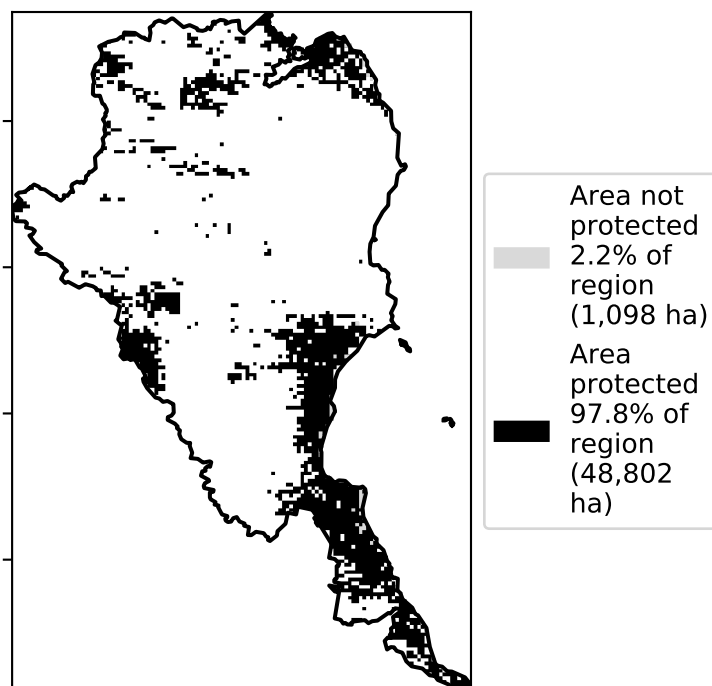 Area not
protected
2.2% of
region
(1,098 ha)
Area
protected
97.8% of
region
(48,802
ha)